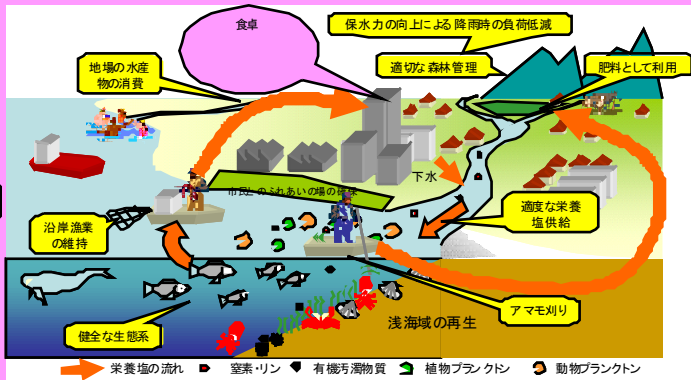 食卓
保水力の向上による降雨時の負荷低減
地場の水産
物の消費
適切な森林管理
肥料として利用
下水
市民とのふれあいの場の確保
沿岸漁業
の維持
適度な栄養
塩供給
アマモ刈り
浅海域の再生
健全な生態系
栄養塩の流れ 窒素・リン 有機汚濁物質 植物プランクトン 動物プランクトン